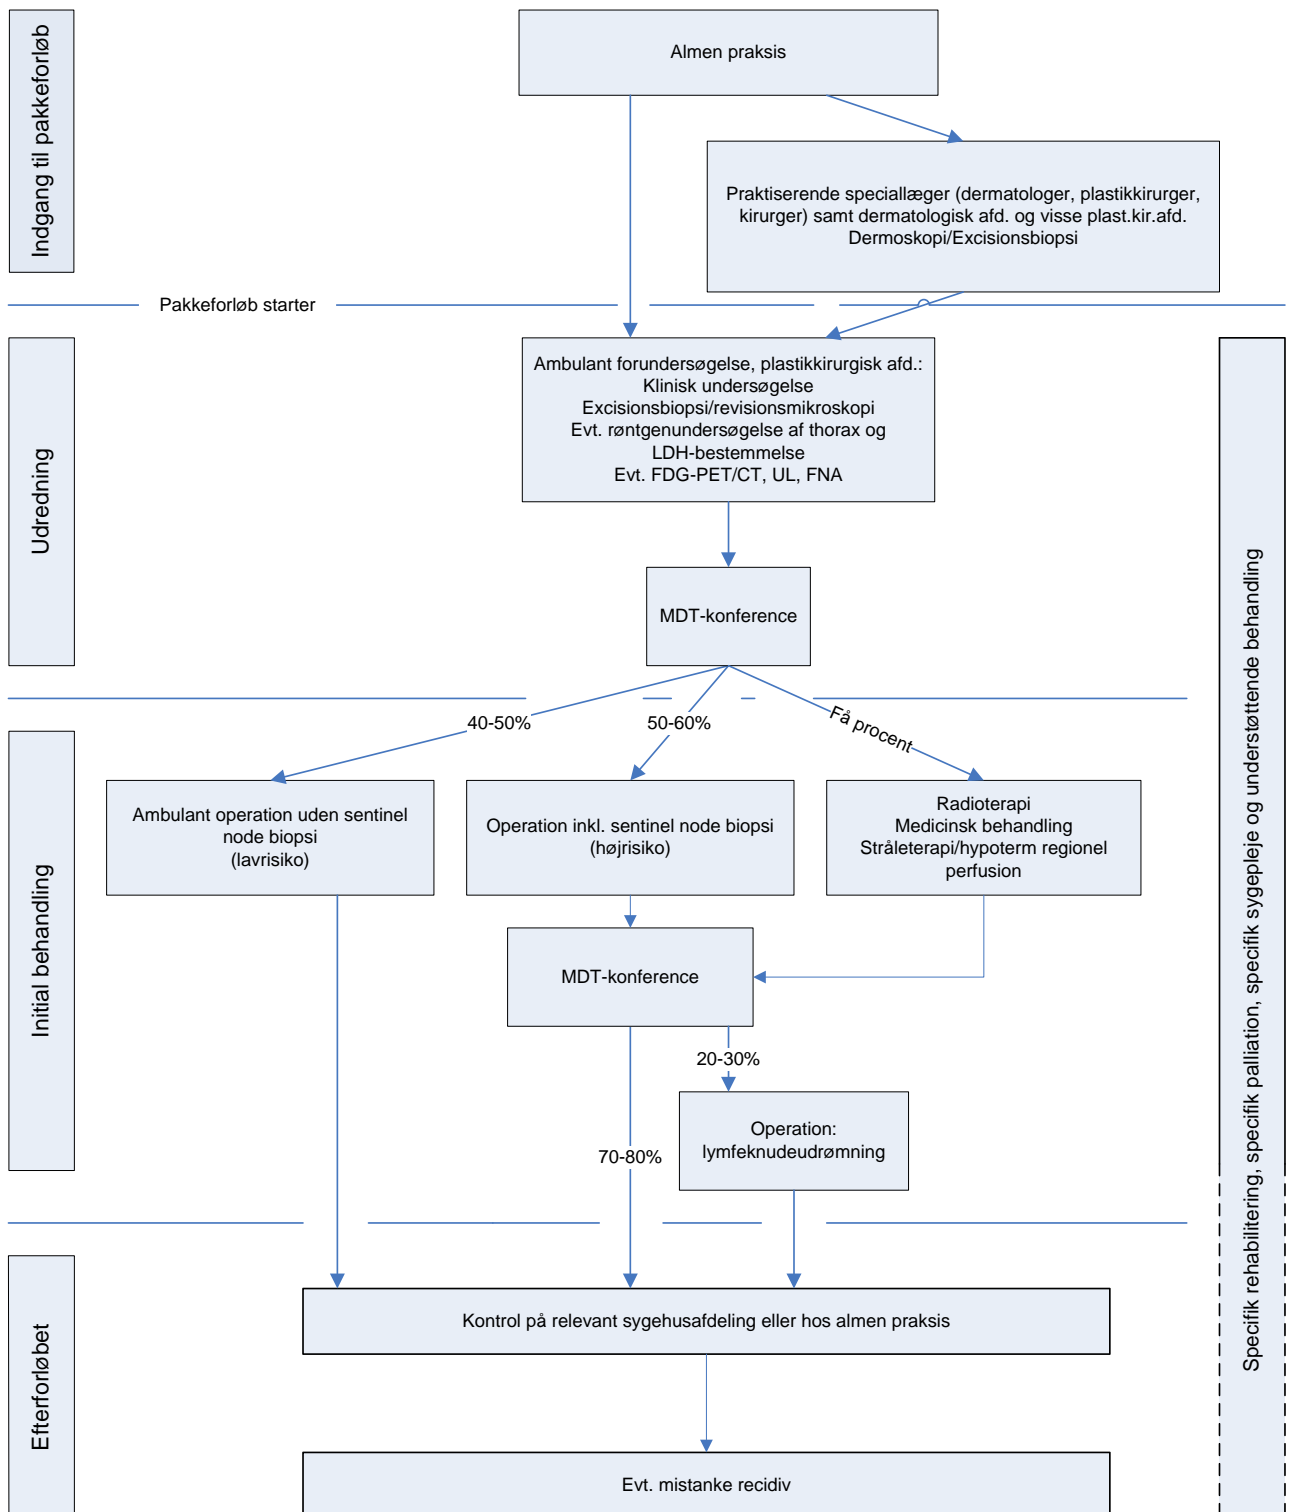 Indgang til pakkeforløb
Almen praksis
Praktiserende speciallæger (dermatologer, plastikkirurger,
kirurger) samt dermatologisk afd. og visse plast.kir.afd.
Dermoskopi/Excisionsbiopsi
Pakkeforløb starter
Udredning
Ambulant forundersøgelse, plastikkirurgisk afd.:
Klinisk undersøgelse
Excisionsbiopsi/revisionsmikroskopi
Evt. røntgenundersøgelse af thorax og
LDH-bestemmelse
Evt. FDG-PET/CT, UL, FNA
MDT-konference
40-50%
50-60%
Få procent
Initial behandling
Ambulant operation uden sentinel
node biopsi
(lavrisiko)
Operation inkl. sentinel node biopsi
(højrisiko)
Radioterapi
Medicinsk behandling
Stråleterapi/hypoterm regionel
perfusion
MDT-konference
20-30%
70-80%
Operation:
lymfeknudeudrømning
Efterforløbet
Kontrol på relevant sygehusafdeling eller hos almen praksis
Evt. mistanke recidiv
Specifik rehabilitering, specifik palliation, specifik sygepleje og understøttende behandling